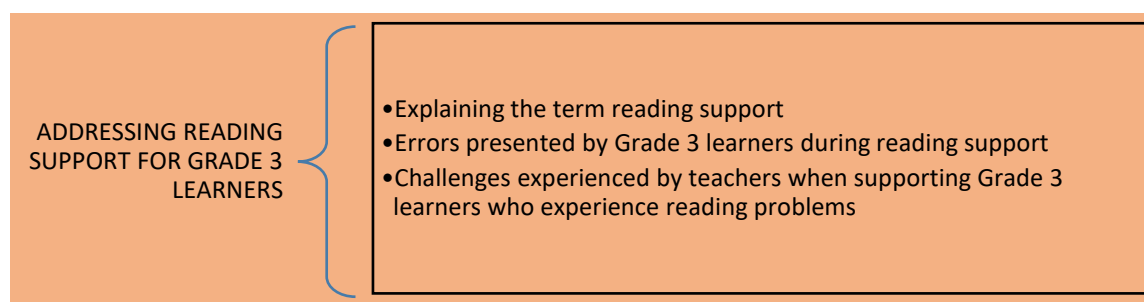 ADDRESSING READING
SUPPORT FOR GRADE 3
LEARNERS
•Explaining the term reading support
•Errors presented by Grade 3 learners during reading support
•Challenges experienced by teachers when supporting Grade 3
learners who experience reading problems